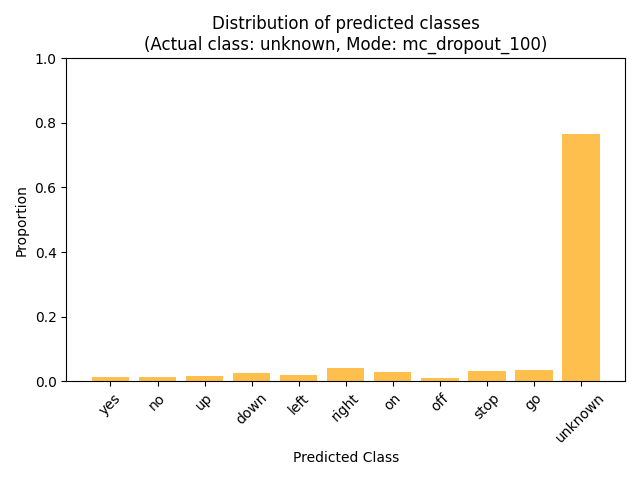 Distribution of predicted classes
(Actual class: unknown, Mode: mc_dropout_100)
1.0
0.8
0.6
0.4
0.2
0.0
Proportion
yes
no
up
down
left
right
on
off
stop
go
unknown
Predicted Class